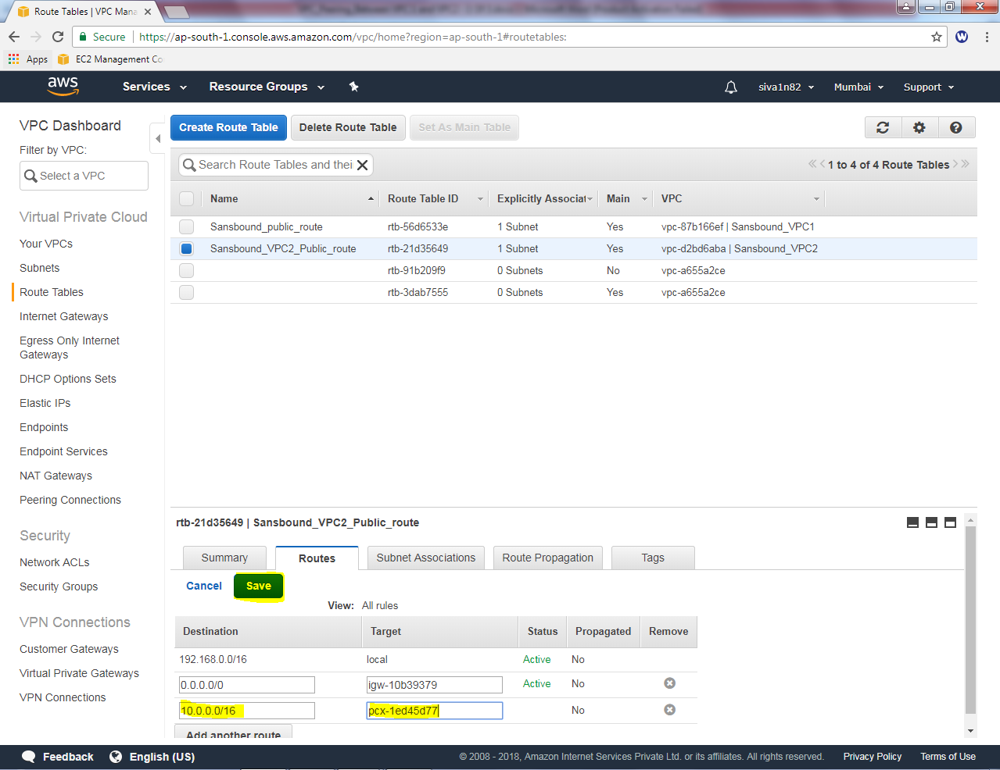 Route Tables | VPC Mana
Secure https://ap-south-1.console.aws.amazon.com/vpc/home?region=ap-south-1#routetables:
W
Apps EC2 Management Co
aws Services Resource Groups siva1n82 Mumbai Support
VPC Dashboard
Filter by VPC:
Select a VPC
Virtual Private Cloud
Your VPCs
Subnets
Route Tables
Internet Gateways
Egress Only Internet
Gateways
DHCP Options Sets
Elastic IPs
Endpoints
Endpoint Services
NAT Gateways
Peering Connections
Security
Network ACLs
Security Groups
VPN Connections
Customer Gateways
Virtual Private Gateways
VPN Connections
Create Route Table Delete Route Table Set As Main Table
Search Route Tables and thei 1 to 4 of 4 Route Tables
Name Route Table ID Explicitly Associat Main VPC
Sansbound_public_route rtb-56d6533e 1 Subnet Yes vpc-87b166ef | Sansbound_VPC1
Sansbound_VPC2_Public_route rtb-21d35649 1 Subnet Yes vpc-d2bd6aba | Sansbound_VPC2
rtb-91b209f9 0 Subnets No vpc-a655a2ce
rtb-3dab7555 0 Subnets Yes vpc-a655a2ce
rtb-21d35649 | Sansbound_VPC2_Public_route
Summary Routes Subnet Associations Route Propagation Tags
Cancel Save
View: All rules
Destination Target Status Propagated Remove
192.168.0.0/16 local Active No
0.0.0.0/0 igw-10b39379 Active No
10.0.0.0/16 pcx-1ed45d77 No
Add another route
Feedback English (US) © 2008 - 2018, Amazon Internet Services Private Ltd. or its affiliates. All rights reserved. Privacy Policy Terms of Use